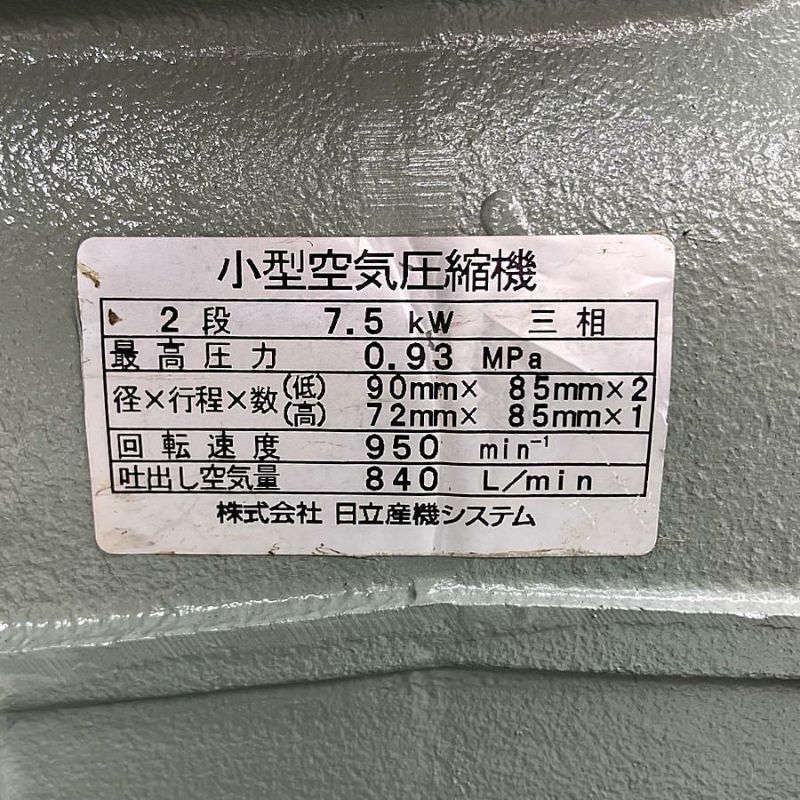 小型空気圧縮機
2段 7.5 kW 三相
最高圧力 0.93 MPa
径×行程×数 (低) 90mm× 85mm×2
(高) 72mm× 85mm×1
回転速度 950 min⁻¹
吐出し空気量 840 L/min
株式会社 日立産機システム